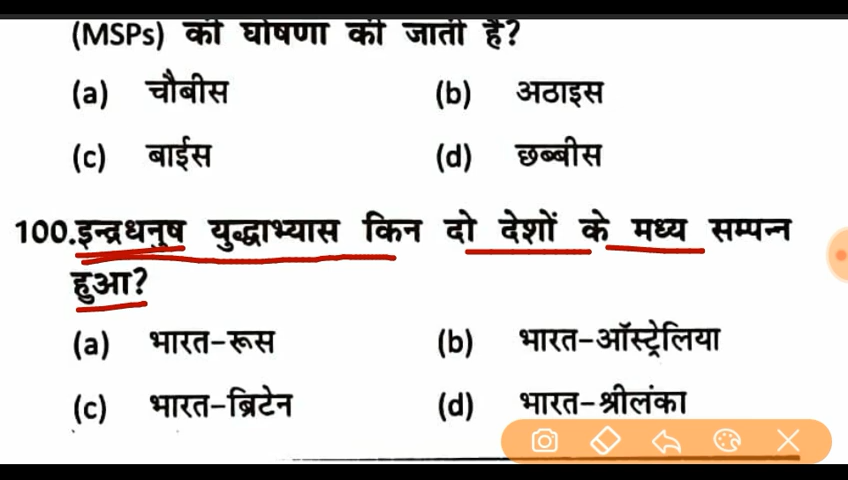 (MSPs) की घोषणा की जाती है?
(a) चौबीस (b) अठाइस
(c) बाईस (d) छब्बीस
100.इन्द्रधनुष युद्धाभ्यास किन दो देशों के मध्य सम्पन्न
हुआ?
(a) भारत-रूस (b) भारत-ऑस्ट्रेलिया
(c) भारत-ब्रिटेन (d) भारत-श्रीलंका